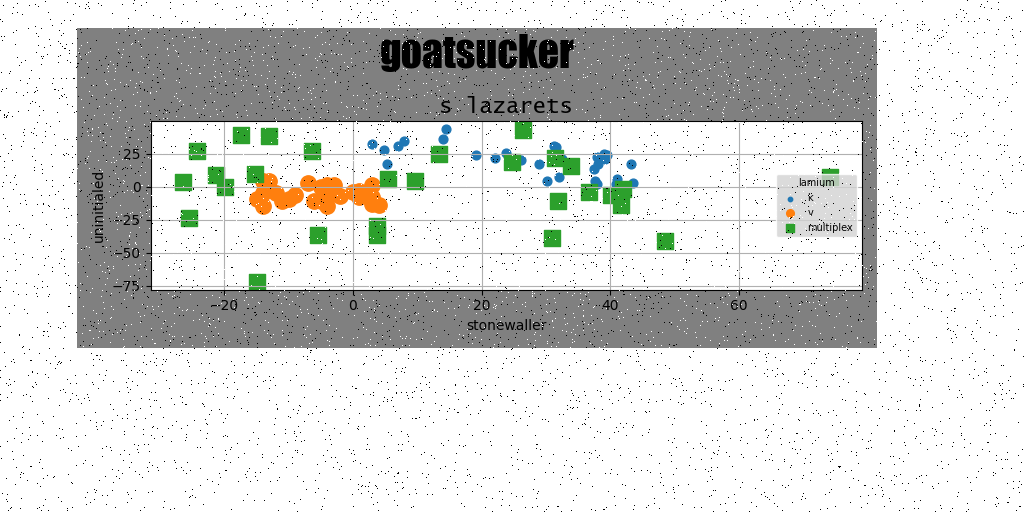 goatsucker
s lazarets
uninitialed
25
0
−25
−50
−75
−20
0
20
40
60
stonewaller
lamium
k
v
multiplex